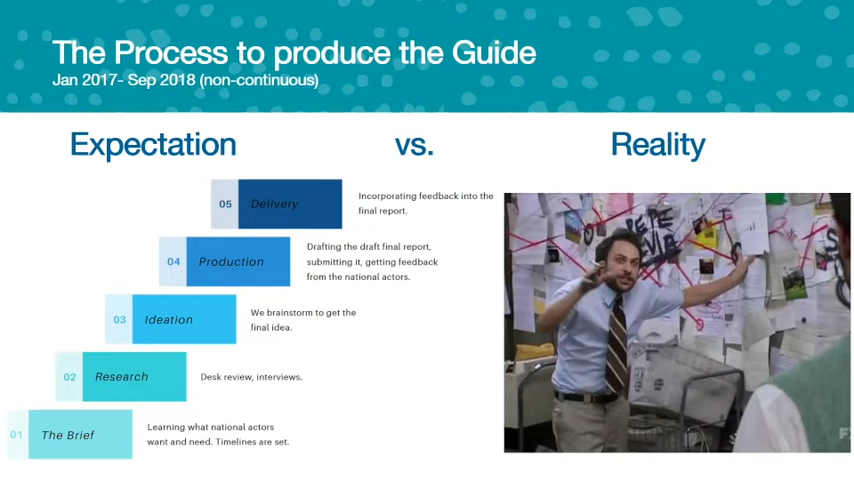 The Process to produce the Guide
Jan 2017- Sep 2018 (non-continuous)
Expectation
vs.
Reality
05
Delivery
Incorporating feedback into the
final report.
04
Production
Drafting the draft final report,
submitting it, getting feedback
from the national actors.
03
Ideation
We brainstorm to get the
final idea.
02
Research
Desk review, interviews.
01
The Brief
Learning what national actors
want and need. Timelines are set.
PEPE
SILVIA
FX